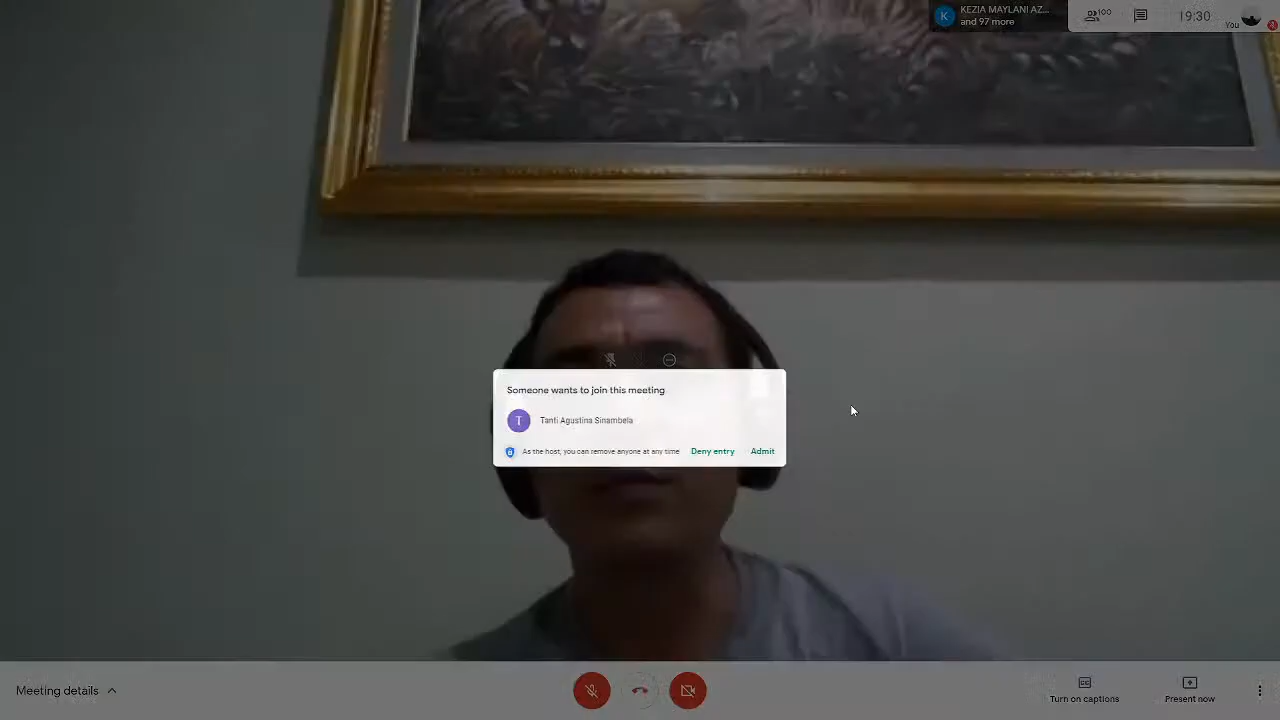 K
KEZIA MAYLANI AZ...
and 97 more
100
19:30
You
Someone wants to join this meeting
T
Tanti Agustina Sinambela
As the host, you can remove anyone at any time
Deny entry
Admit
Meeting details
CC
Turn on captions
Present now